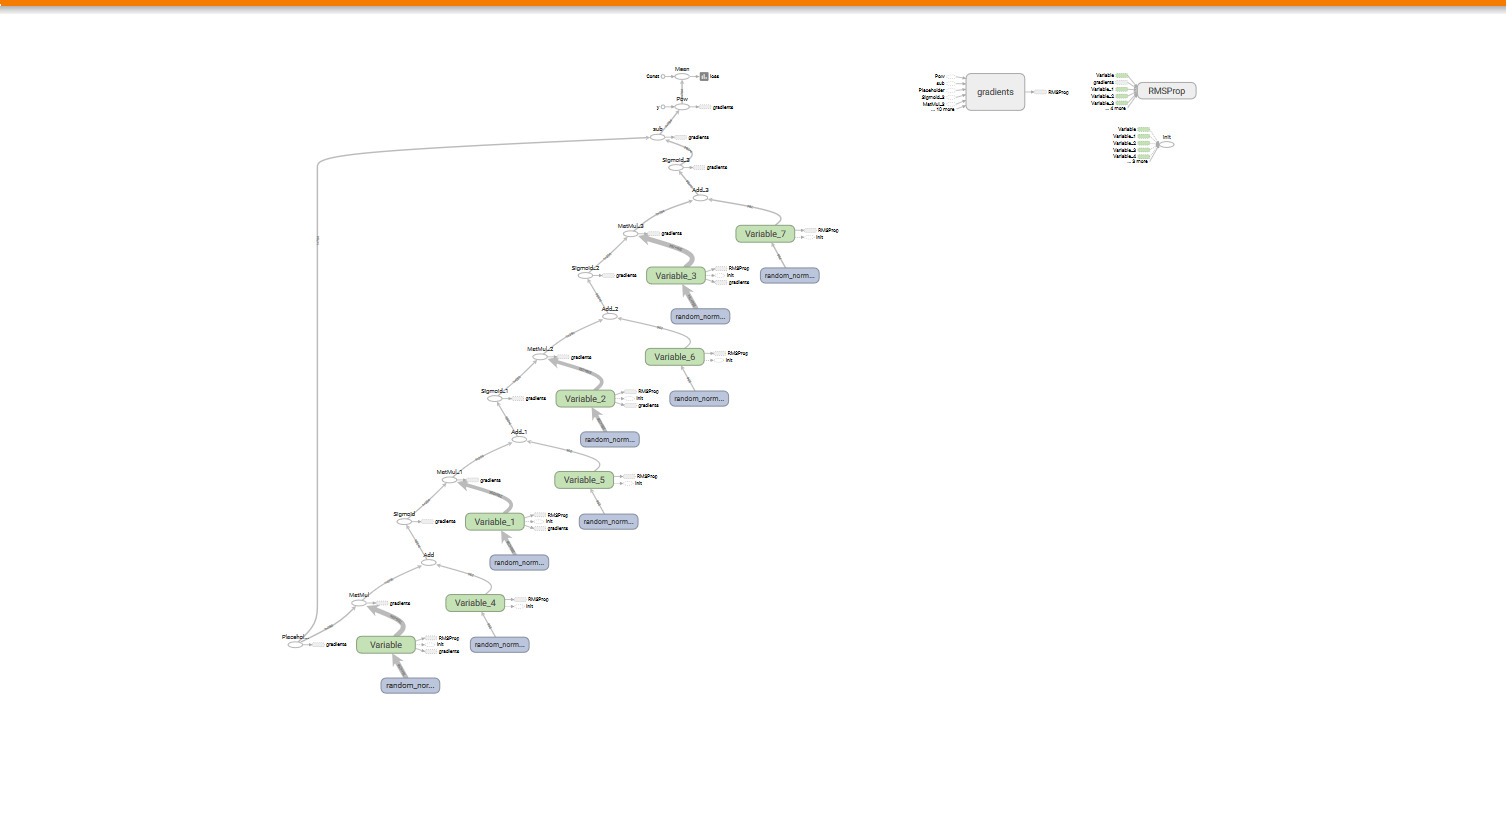 Mean
Const
loss
Pow
y
gradients
sub
gradients
Sigmoid_3
gradients
Add_3
MatMul_3
gradients
Variable_7
RMSProp
init
Sigmoid_2
gradients
Variable_3
RMSProp
init
gradients
random_norm...
Add_2
random_norm...
MatMul_2
gradients
Variable_6
RMSProp
init
Sigmoid_1
gradients
Variable_2
RMSProp
init
gradients
random_norm...
Add_1
random_norm...
MatMul_1
gradients
Variable_5
RMSProp
init
Sigmoid
gradients
Variable_1
RMSProp
init
gradients
random_norm...
Add
random_norm...
MatMul
gradients
Variable_4
RMSProp
init
Placehol...
gradients
Variable
RMSProp
init
gradients
random_norm...
random_nor...
Pow
sub
Placeholder
Sigmoid_3
MatMul_3
... 10 more
gradients
RMSProp
Variable
gradients
Variable_1
Variable_2
Variable_3
... 4 more
RMSProp
Variable
Variable_1
Variable_2
Variable_3
Variable_4
... 3 more
init